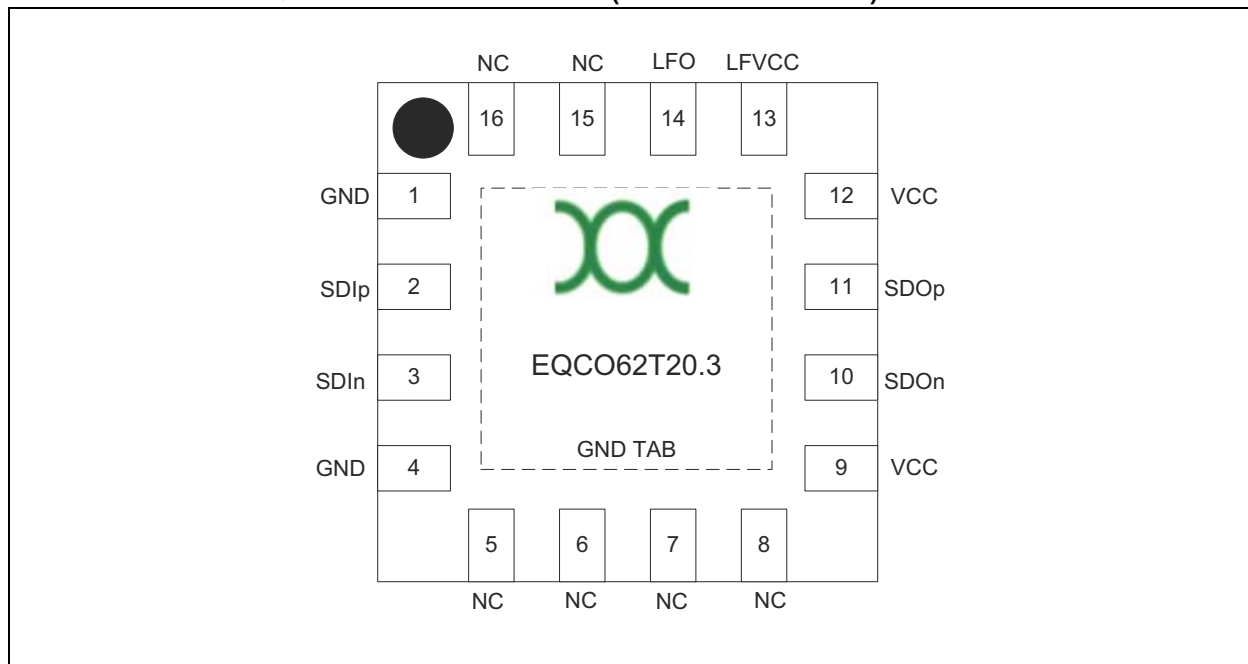 NC NC LFO LFVCC
16 15 14 13
GND 1 12 VCC
SDIp 2 11 SDOp
EQCO62T20.3
SDIn 3 10 SDOn
GND TAB
GND 4 9 VCC
5 6 7 8
NC NC NC NC